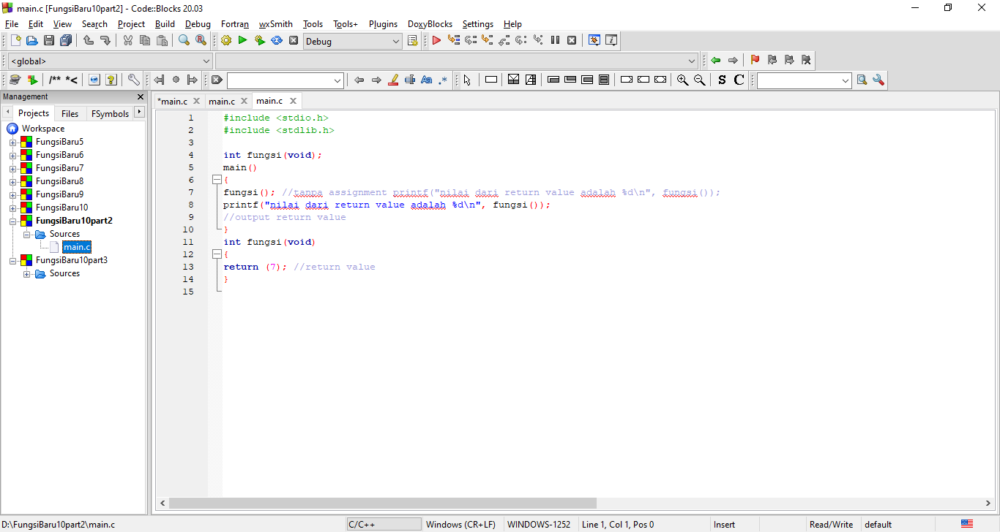 main.c [FungsiBaru10part2] - Code::Blocks 20.03
File Edit View Search Project Build Debug Fortran wxSmith Tools Tools+ Plugins DoxyBlocks Settings Help
Debug
<global>
/** *<
Aa .* S C
Management
*main.c main.c main.c
Projects Files FSymbols
Workspace
FungsiBaru5
FungsiBaru6
FungsiBaru7
FungsiBaru8
FungsiBaru9
FungsiBaru10
FungsiBaru10part2
Sources
main.c
FungsiBaru10part3
Sources
1 #include <stdio.h>
2 #include <stdlib.h>
3
4 int fungsi(void);
5 main()
6 {
7 fungsi(); //tanpa assignment printf("nilai dari return value adalah %d\n", fungsi());
8 printf("nilai dari return value adalah %d\n", fungsi());
9 //output return value
10 }
11 int fungsi(void)
12 {
13 return (7); //return value
14 }
15
D:\FungsiBaru10part2\main.c C/C++ Windows (CR+LF) WINDOWS-1252 Line 1, Col 1, Pos 0 Insert Read/Write default